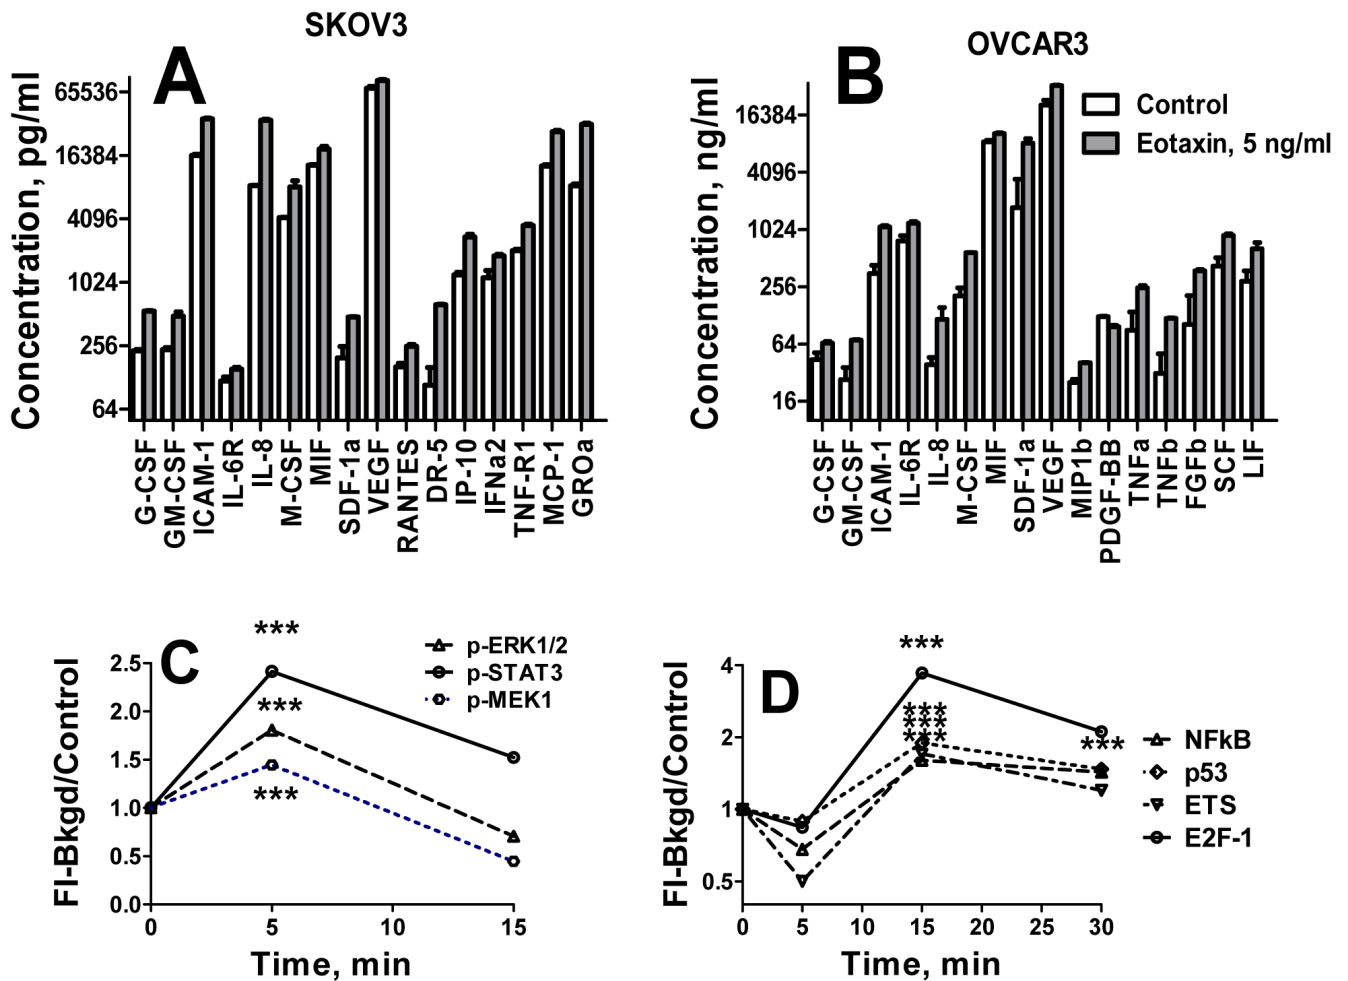 SKOV3
A
Concentration, pg/ml
65536
16384
4096
1024
256
64
G-CSF
GM-CSF
ICAM-1
IL-6R
IL-8
M-CSF
MIF
SDF-1a
VEGF
RANTES
DR-5
IP-10
IFNa2
TNF-R1
MCP-1
GROa
OVCAR3
B
Control
Eotaxin, 5 ng/ml
Concentration, ng/ml
16384
4096
1024
256
64
16
G-CSF
GM-CSF
ICAM-1
IL-6R
IL-8
M-CSF
MIF
SDF-1a
VEGF
MIP1b
PDGF-BB
TNFa
TNFb
FGFb
SCF
LIF
C
***
***
***
p-ERK1/2
p-STAT3
p-MEK1
FI-Bkgd/Control
2.5
2.0
1.5
1.0
0.5
0.0
0 5 10 15
Time, min
D
***
***
***
***
***
NFkB
p53
ETS
E2F-1
FI-Bkgd/Control
4
2
1
0.5
0 5 10 15 20 25 30
Time, min